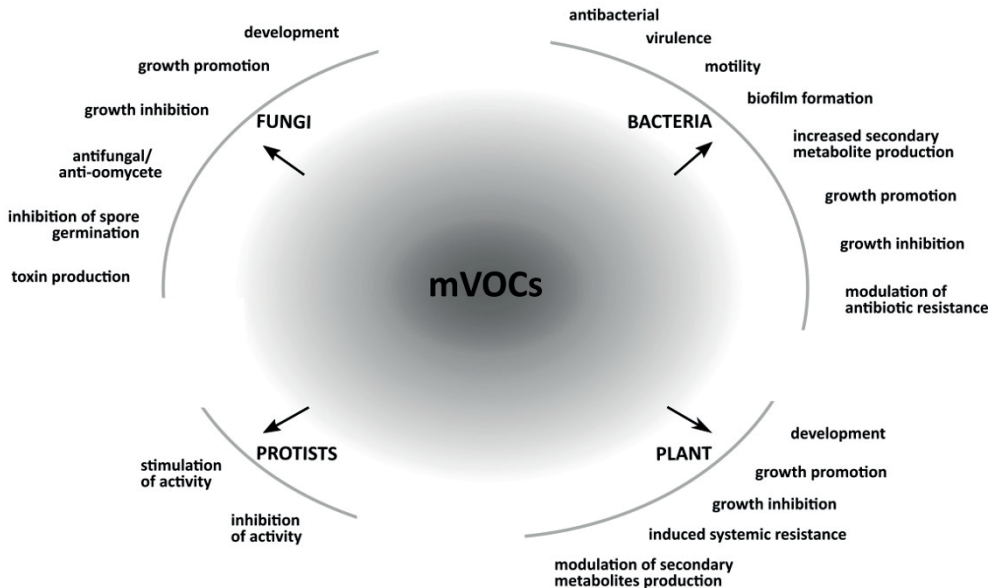 development
growth promotion
growth inhibition
antifungal/
anti-oomycete
inhibition of spore
germination
toxin production
FUNGI
antibacterial
virulence
motility
biofilm formation
increased secondary
metabolite production
growth promotion
growth inhibition
modulation of
antibiotic resistance
BACTERIA
mVOCs
PROTISTS
stimulation
of activity
inhibition
of activity
PLANT
development
growth promotion
growth inhibition
induced systemic resistance
modulation of secondary
metabolites production